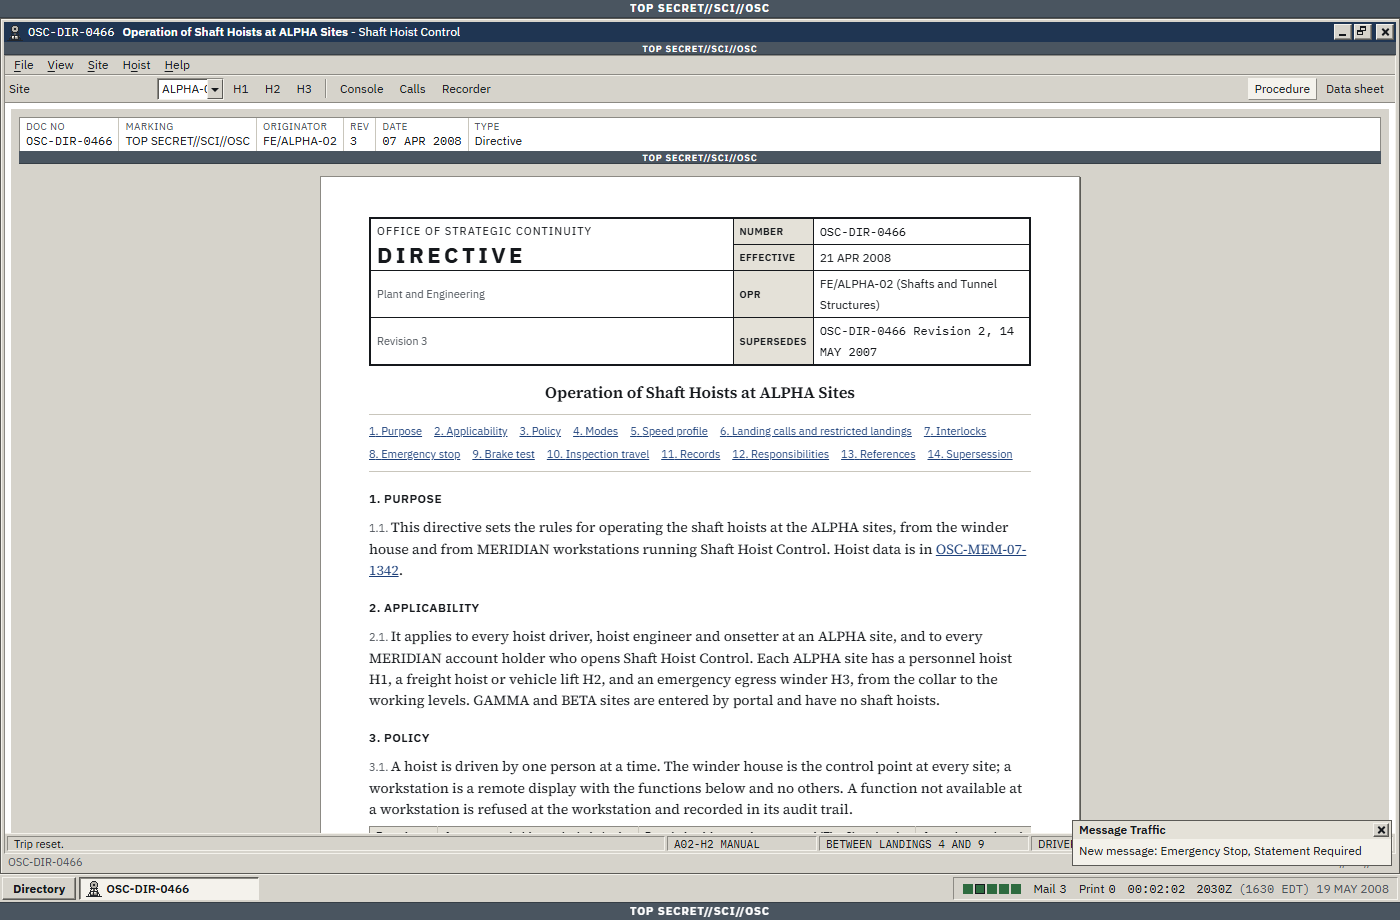 TOP SECRET//SCI//OSC
OSC-DIR-0466 Operation of Shaft Hoists at ALPHA Sites - Shaft Hoist Control
TOP SECRET//SCI//OSC
File View Site Hoist Help
Site ALPHA-0 H1 H2 H3 Console Calls Recorder Procedure Data sheet
DOC NO MARKING ORIGINATOR REV DATE TYPE
OSC-DIR-0466 TOP SECRET//SCI//OSC FE/ALPHA-02 3 07 APR 2008 Directive
TOP SECRET//SCI//OSC
OFFICE OF STRATEGIC CONTINUITY
DIRECTIVE
NUMBER OSC-DIR-0466
EFFECTIVE 21 APR 2008
Plant and Engineering
OPR FE/ALPHA-02 (Shafts and Tunnel
Structures)
Revision 3
SUPERSEDES OSC-DIR-0466 Revision 2, 14
MAY 2007
Operation of Shaft Hoists at ALPHA Sites
1. Purpose 2. Applicability 3. Policy 4. Modes 5. Speed profile 6. Landing calls and restricted landings 7. Interlocks
8. Emergency stop 9. Brake test 10. Inspection travel 11. Records 12. Responsibilities 13. References 14. Supersession
1. PURPOSE
1.1. This directive sets the rules for operating the shaft hoists at the ALPHA sites, from the winder
house and from MERIDIAN workstations running Shaft Hoist Control. Hoist data is in OSC-MEM-07-
1342.
2. APPLICABILITY
2.1. It applies to every hoist driver, hoist engineer and onsetter at an ALPHA site, and to every
MERIDIAN account holder who opens Shaft Hoist Control. Each ALPHA site has a personnel hoist
H1, a freight hoist or vehicle lift H2, and an emergency egress winder H3, from the collar to the
working levels. GAMMA and BETA sites are entered by portal and have no shaft hoists.
3. POLICY
3.1. A hoist is driven by one person at a time. The winder house is the control point at every site; a
workstation is a remote display with the functions below and no others. A function not available at
a workstation is refused at the workstation and recorded in its audit trail.
Trip reset. A02-H2 MANUAL BETWEEN LANDINGS 4 AND 9
Message Traffic
New message: Emergency Stop, Statement Required
OSC-DIR-0466
Directory OSC-DIR-0466 Mail 3 Print 0 00:02:02 2030Z (1630 EDT) 19 MAY 2008
TOP SECRET//SCI//OSC